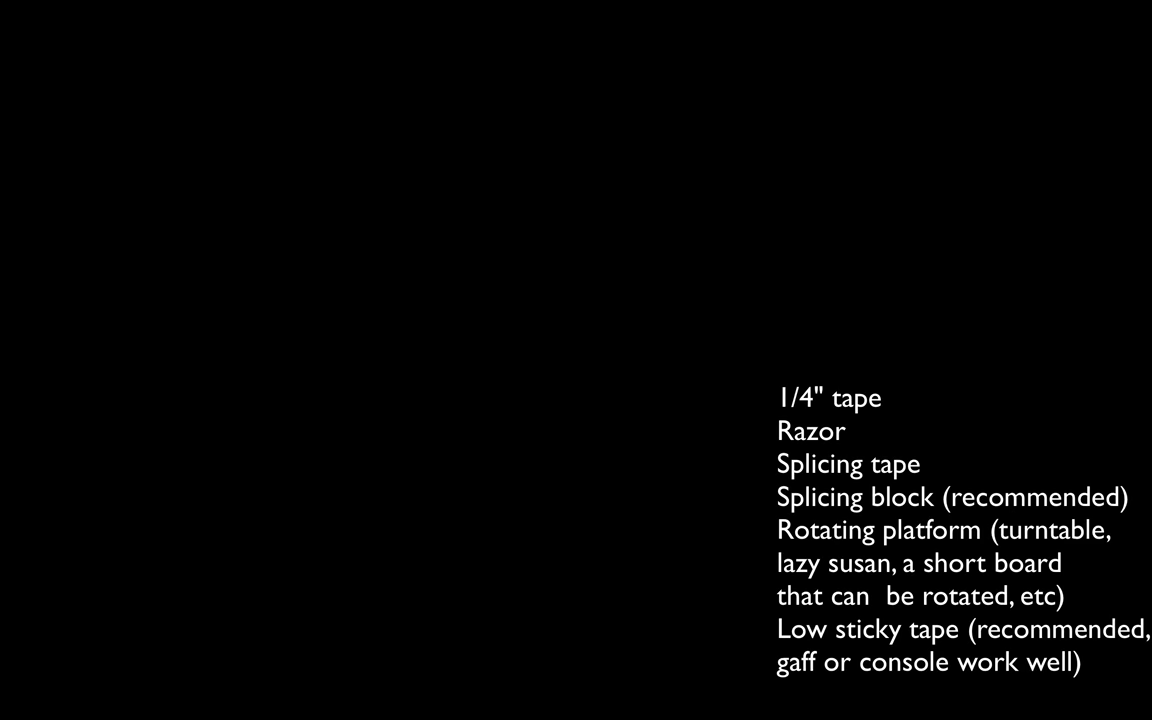 1/4" tape
Razor
Splicing tape
Splicing block (recommended)
Rotating platform (turntable,
lazy susan, a short board
that can  be rotated, etc)
Low sticky tape (recommended,
gaff or console work well)